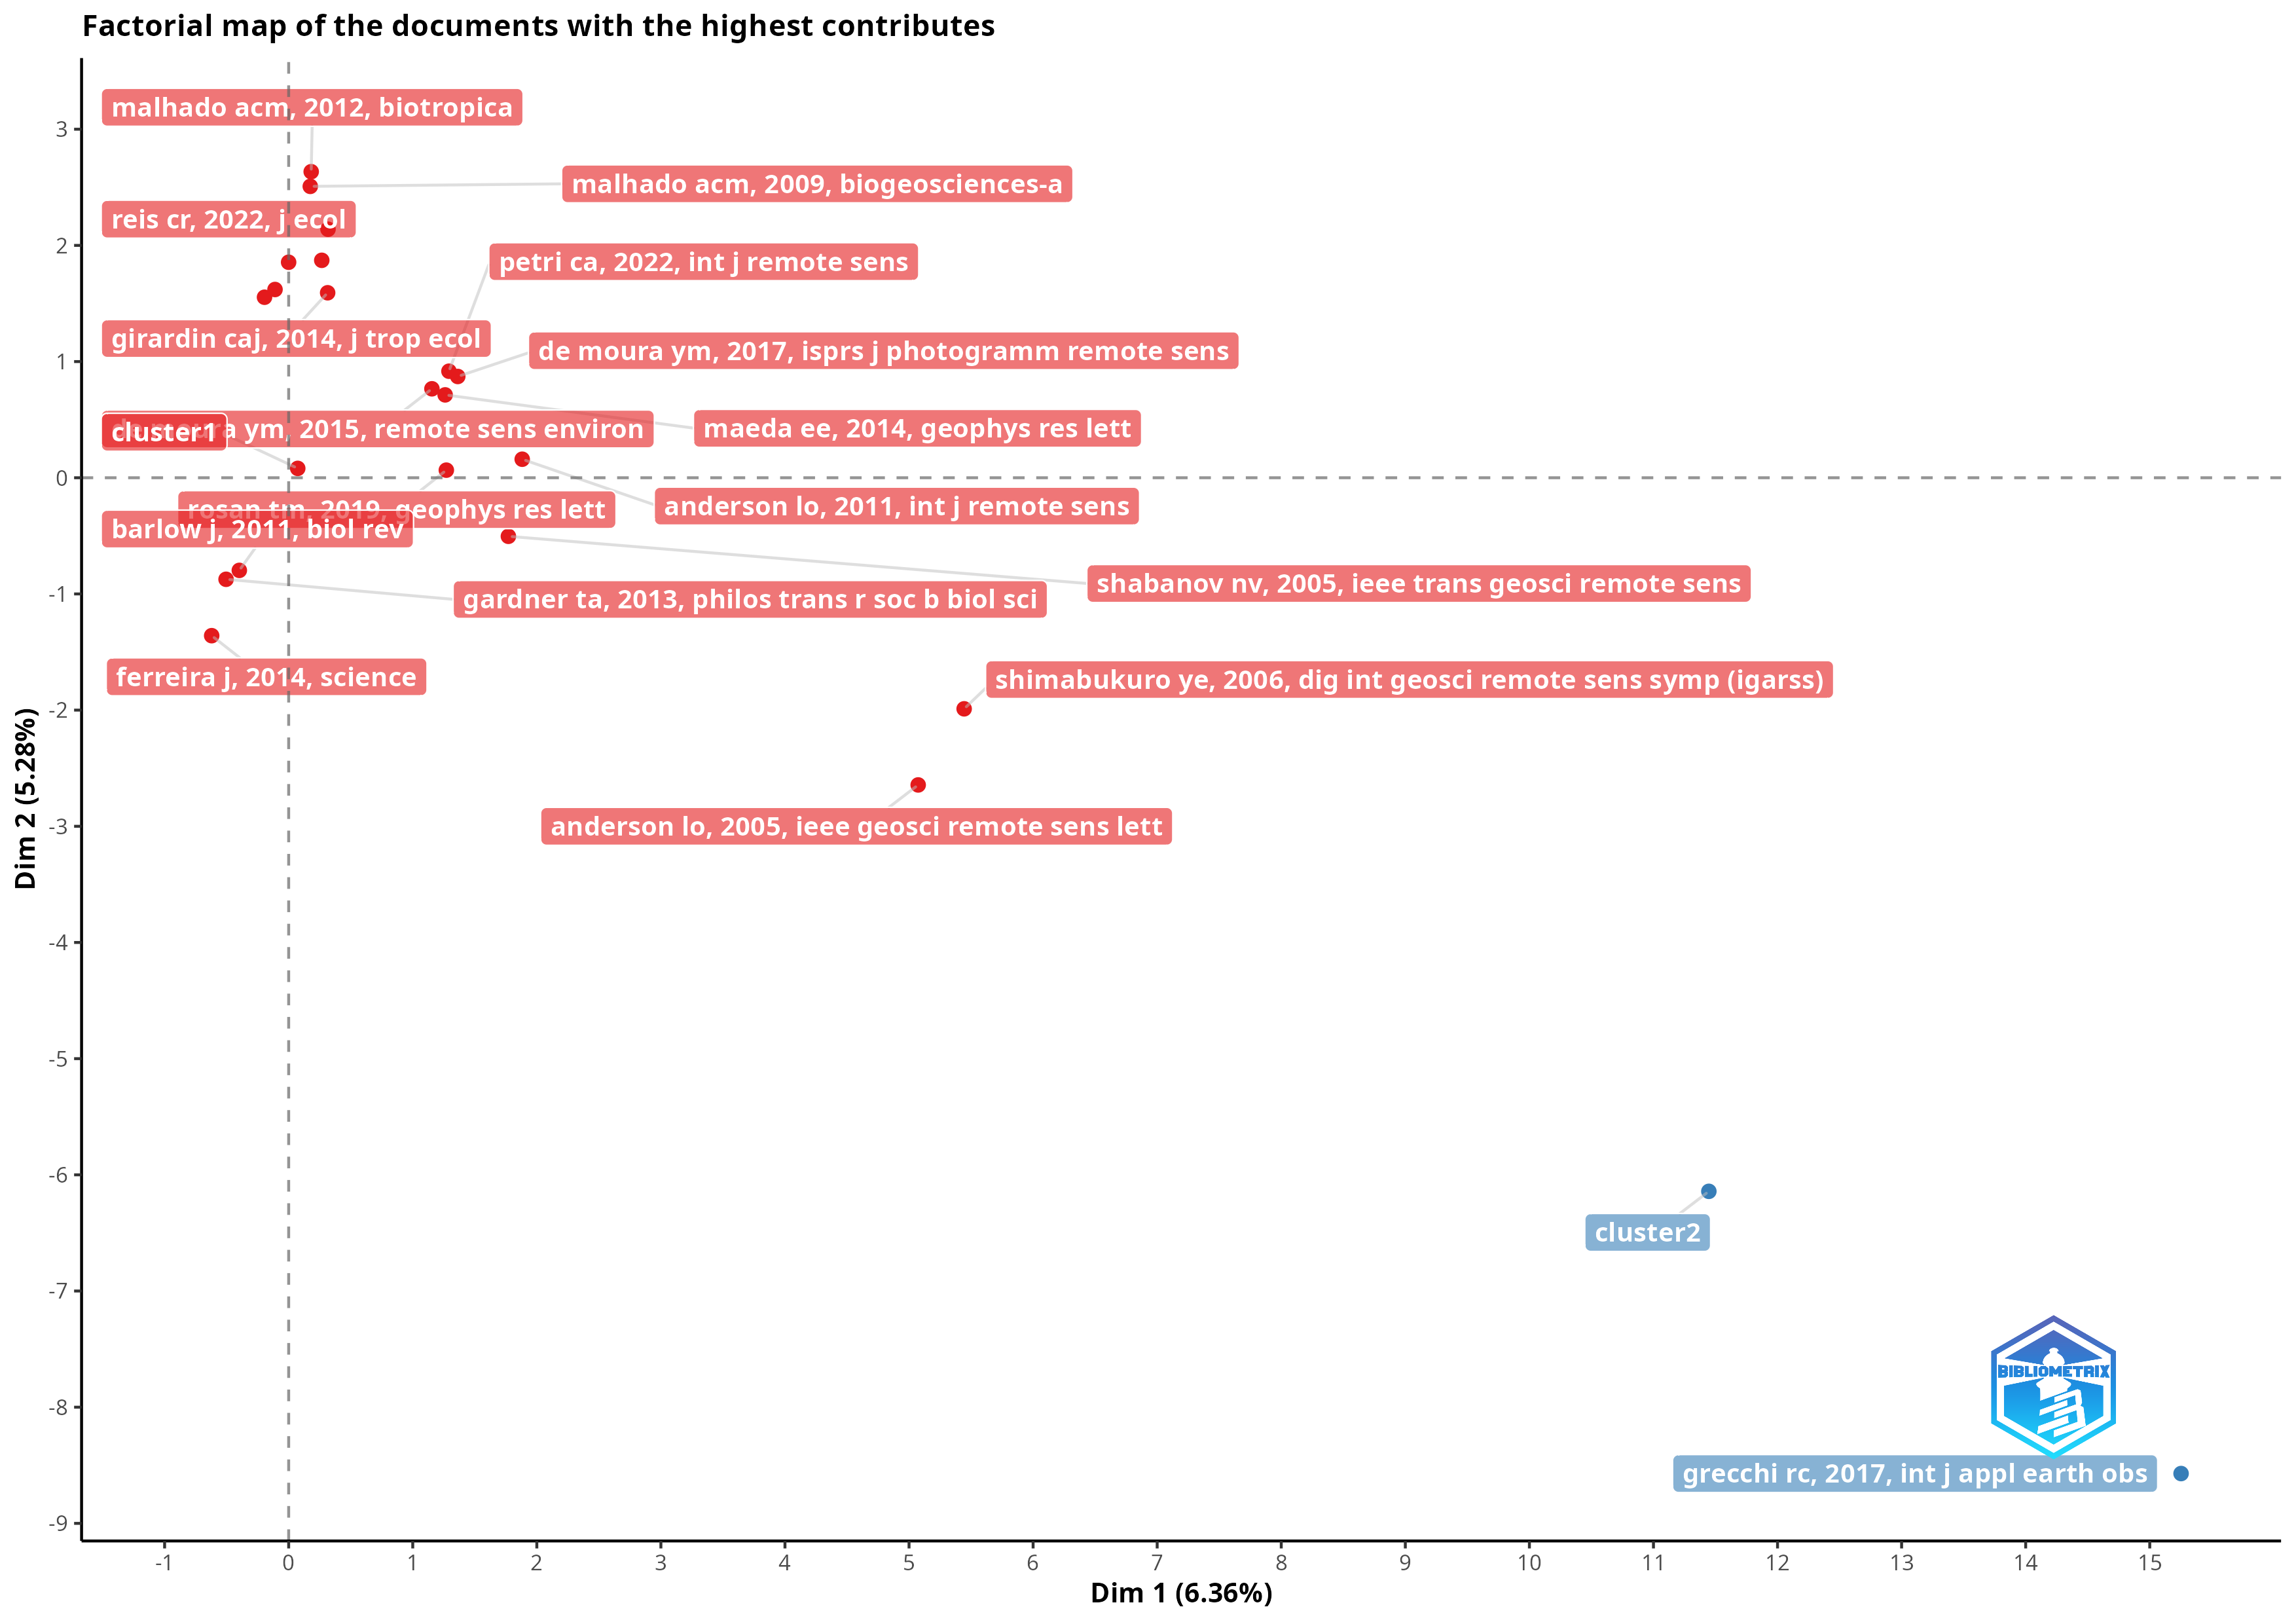 Factorial map of the documents with the highest contributes
malhado acm, 2012, biotropica
malhado acm, 2009, biogeosciences-a
reis cr, 2022, j ecol
petri ca, 2022, int j remote sens
girardin caj, 2014, j trop ecol
de moura ym, 2017, isprs j photogramm remote sens
de moura ym, 2015, remote sens environ
cluster1
maeda ee, 2014, geophys res lett
rosan tm, 2019, geophys res lett
anderson lo, 2011, int j remote sens
barlow j, 2011, biol rev
shabanov nv, 2005, ieee trans geosci remote sens
gardner ta, 2013, philos trans r soc b biol sci
ferreira j, 2014, science
shimabukuro ye, 2006, dig int geosci remote sens symp (igarss)
anderson lo, 2005, ieee geosci remote sens lett
cluster2
BIBLIOMETRIX
grecchi rc, 2017, int j appl earth obs
3
2
1
0
-1
-2
-3
-4
-5
-6
-7
-8
-9
Dim 2 (5.28%)
-1 0 1 2 3 4 5 6 7 8 9 10 11 12 13 14 15
Dim 1 (6.36%)